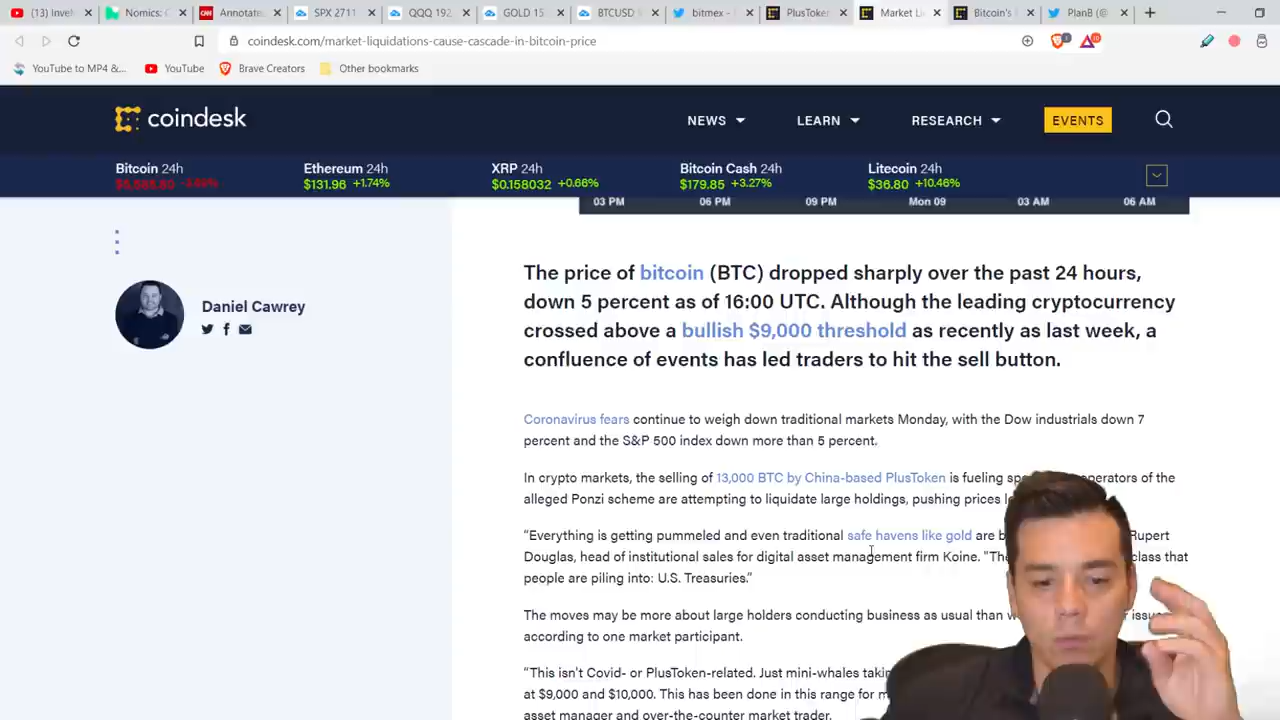 Invest
Nomics C
Annotate
SPX 2711
QQQ 192
GOLD 15
BTCUSD
bitmex -
PlusToken
Market Li
Bitcoin's
PlanB (@
coindesk.com/market-liquidations-cause-cascade-in-bitcoin-price
YouTube to MP4 &...
YouTube
Brave Creators
Other bookmarks
coindesk
NEWS
LEARN
RESEARCH
EVENTS
Bitcoin 24h
Ethereum 24h
XRP 24h
Bitcoin Cash 24h
Litecoin 24h
$131.96 +1.74%
$0.158032 +0.66%
$179.85 +3.27%
$36.80 +10.46%
03 PM
06 PM
09 PM
Mon 09
03 AM
06 AM
Daniel Cawrey
The price of bitcoin (BTC) dropped sharply over the past 24 hours,
down 5 percent as of 16:00 UTC. Although the leading cryptocurrency
crossed above a bullish $9,000 threshold as recently as last week, a
confluence of events has led traders to hit the sell button.
Coronavirus fears continue to weigh down traditional markets Monday, with the Dow industrials down 7
percent and the S&P 500 index down more than 5 percent.
In crypto markets, the selling of 13,000 BTC by China-based PlusToken is fueling operators of the
alleged Ponzi scheme are attempting to liquidate large holdings, pushing prices
“Everything is getting pummeled and even traditional safe havens like gold are Rupert
Douglas, head of institutional sales for digital asset management firm Koine. "The class that
people are piling into: U.S. Treasuries.”
The moves may be more about large holders conducting business as usual than
according to one market participant.
“This isn't Covid- or PlusToken-related. Just mini-whales
at $9,000 and $10,000. This has been done in this range for
asset manager and over-the-counter market trader.